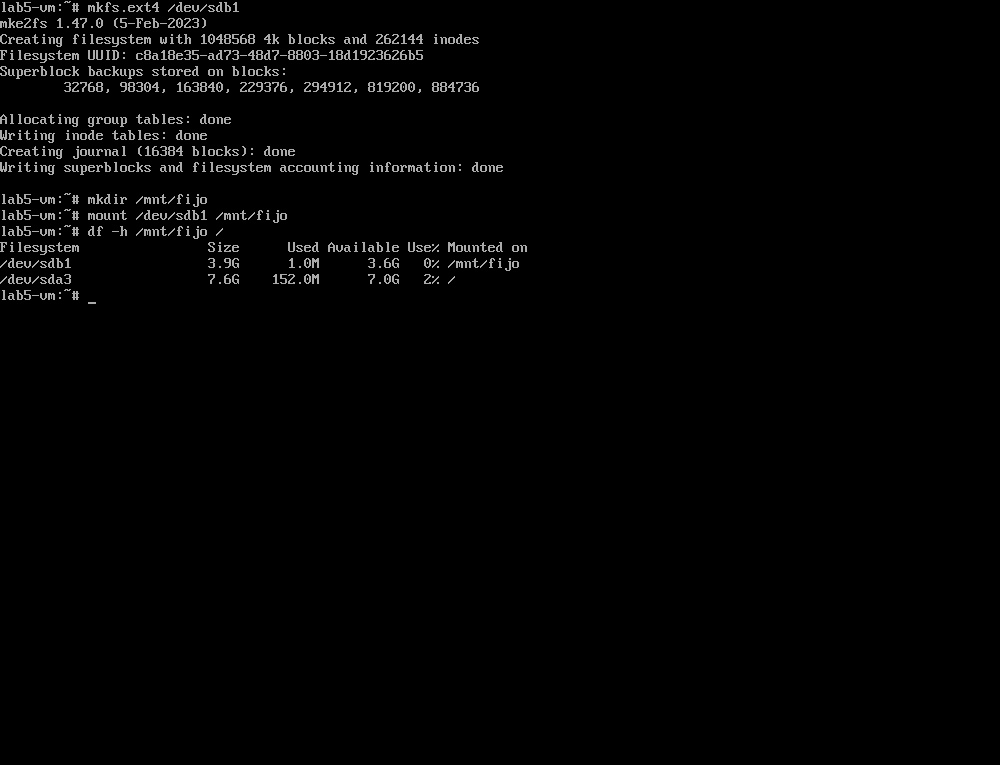 lab5-vm:~# mkfs.ext4 /dev/sdb1
mke2fs 1.47.0 (5-Feb-2023)
Creating filesystem with 1048568 4k blocks and 262144 inodes
Filesystem UUID: c8a18e35-ad73-48d7-8803-18d1923626b5
Superblock backups stored on blocks:
        32768, 98304, 163840, 229376, 294912, 819200, 884736

Allocating group tables: done
Writing inode tables: done
Creating journal (16384 blocks): done
Writing superblocks and filesystem accounting information: done

lab5-vm:~# mkdir /mnt/fijo
lab5-vm:~# mount /dev/sdb1 /mnt/fijo
lab5-vm:~# df -h /mnt/fijo /
Filesystem                Size      Used Available Use% Mounted on
/dev/sdb1                 3.9G      1.0M      3.6G   0% /mnt/fijo
/dev/sda3                 7.6G    152.0M      7.0G   2% /
lab5-vm:~# _